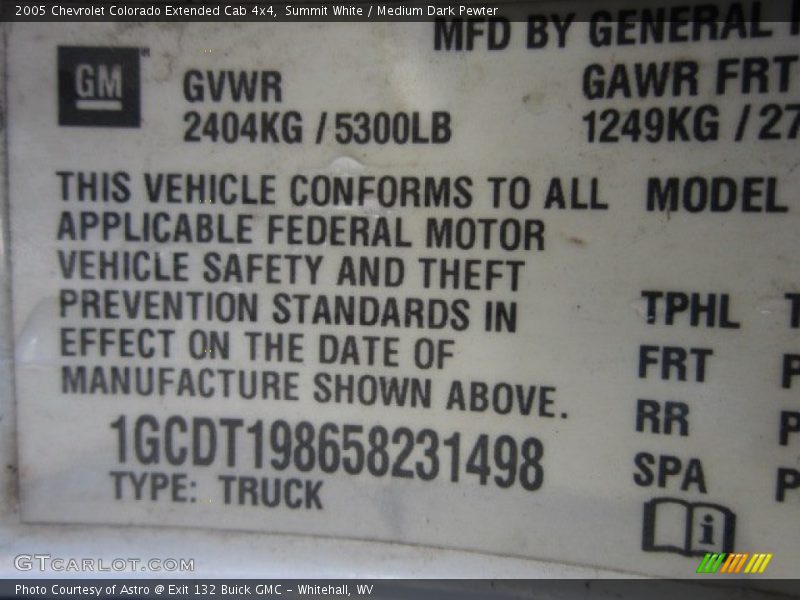 2005 Chevrolet Colorado Extended Cab 4x4, Summit White / Medium Dark Pewter
MFD BY GENERAL
GM
GVWR
GAWR FRT
2404KG / 5300LB
1249KG / 27
THIS VEHICLE CONFORMS TO ALL
APPLICABLE FEDERAL MOTOR
VEHICLE SAFETY AND THEFT
PREVENTION STANDARDS IN
EFFECT ON THE DATE OF
MANUFACTURE SHOWN ABOVE.
1GCDT198658231498
TYPE: TRUCK
MODEL
TPHL T
FRT P
RR P
SPA P
i
GTCARLOT.COM
Photo Courtesy of Astro @ Exit 132 Buick GMC - Whitehall, WV